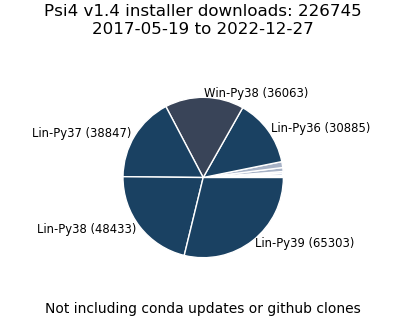 Psi4 v1.4 installer downloads: 226745
2017-05-19 to 2022-12-27
Win-Py38 (36063)
Lin-Py36 (30885)
Lin-Py37 (38847)
Lin-Py38 (48433)
Lin-Py39 (65303)
Not including conda updates or github clones